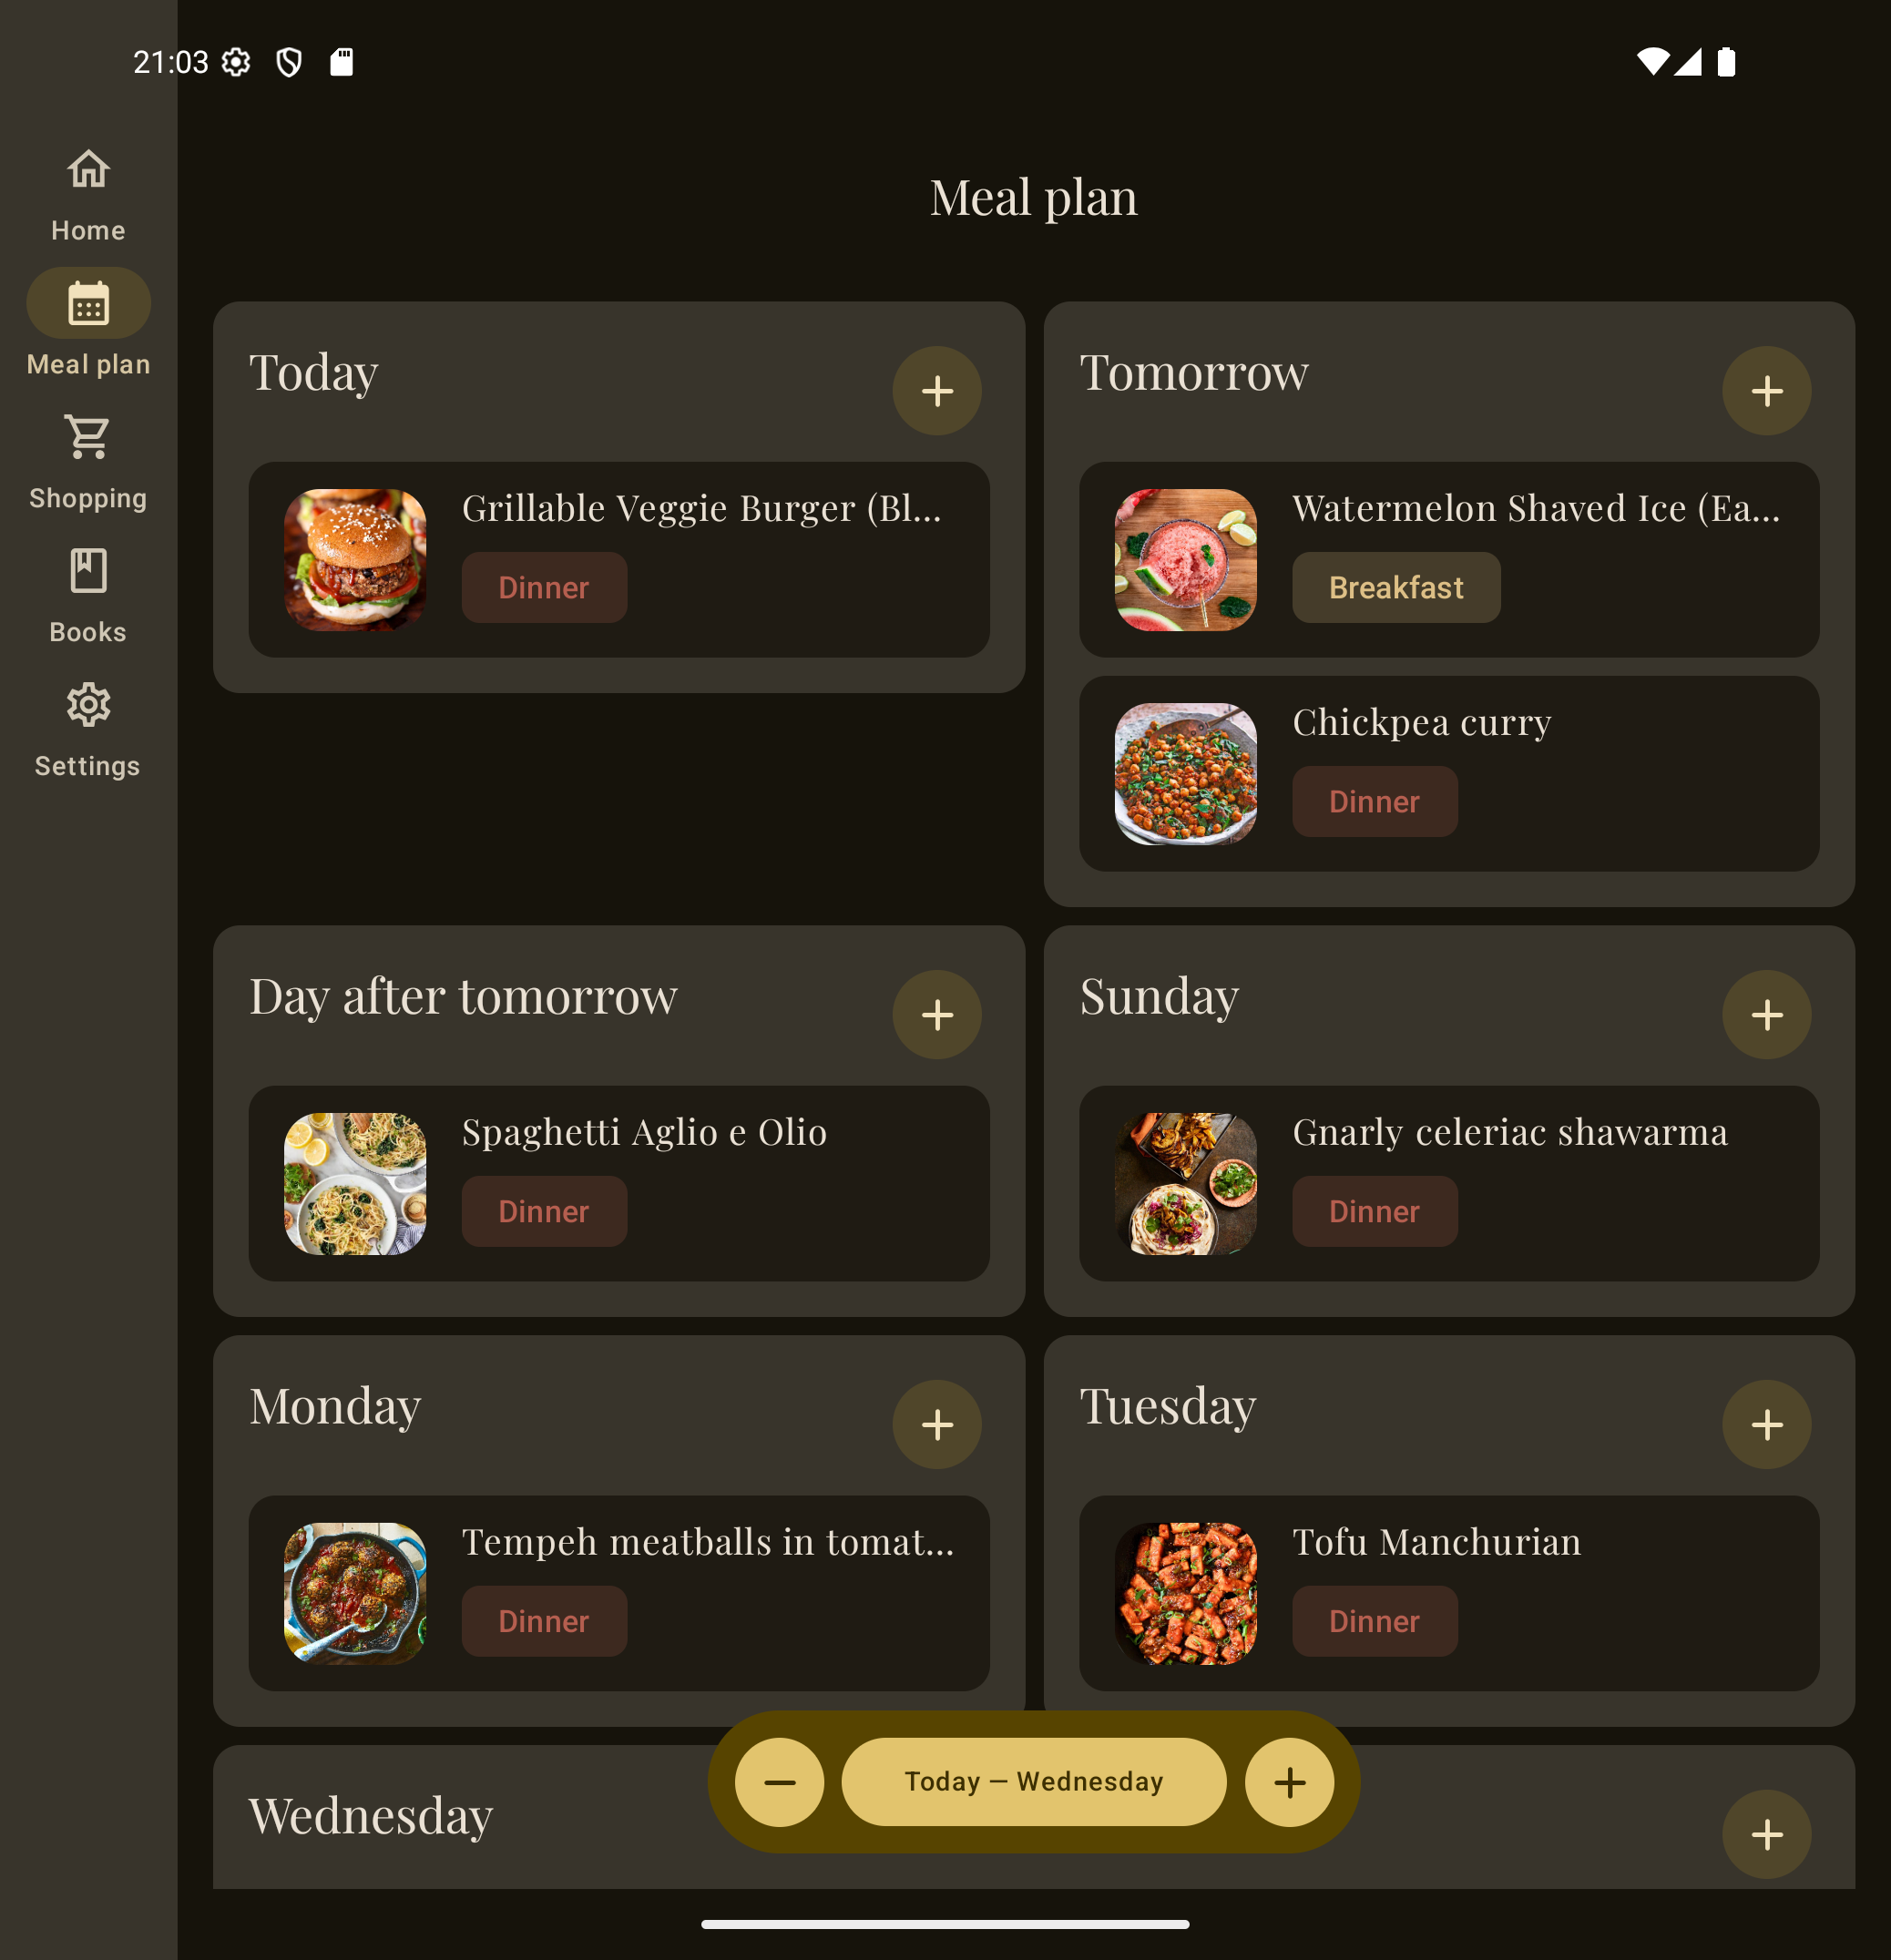 21:03
Home
Meal plan
Shopping
Books
Settings
Meal plan
Today
Grillable Veggie Burger (Bl...
Dinner
Tomorrow
Watermelon Shaved Ice (Ea...
Breakfast
Chickpea curry
Dinner
Day after tomorrow
Spaghetti Aglio e Olio
Dinner
Sunday
Gnarly celeriac shawarma
Dinner
Monday
Tempeh meatballs in tomat...
Dinner
Tuesday
Tofu Manchurian
Dinner
Wednesday
Today — Wednesday